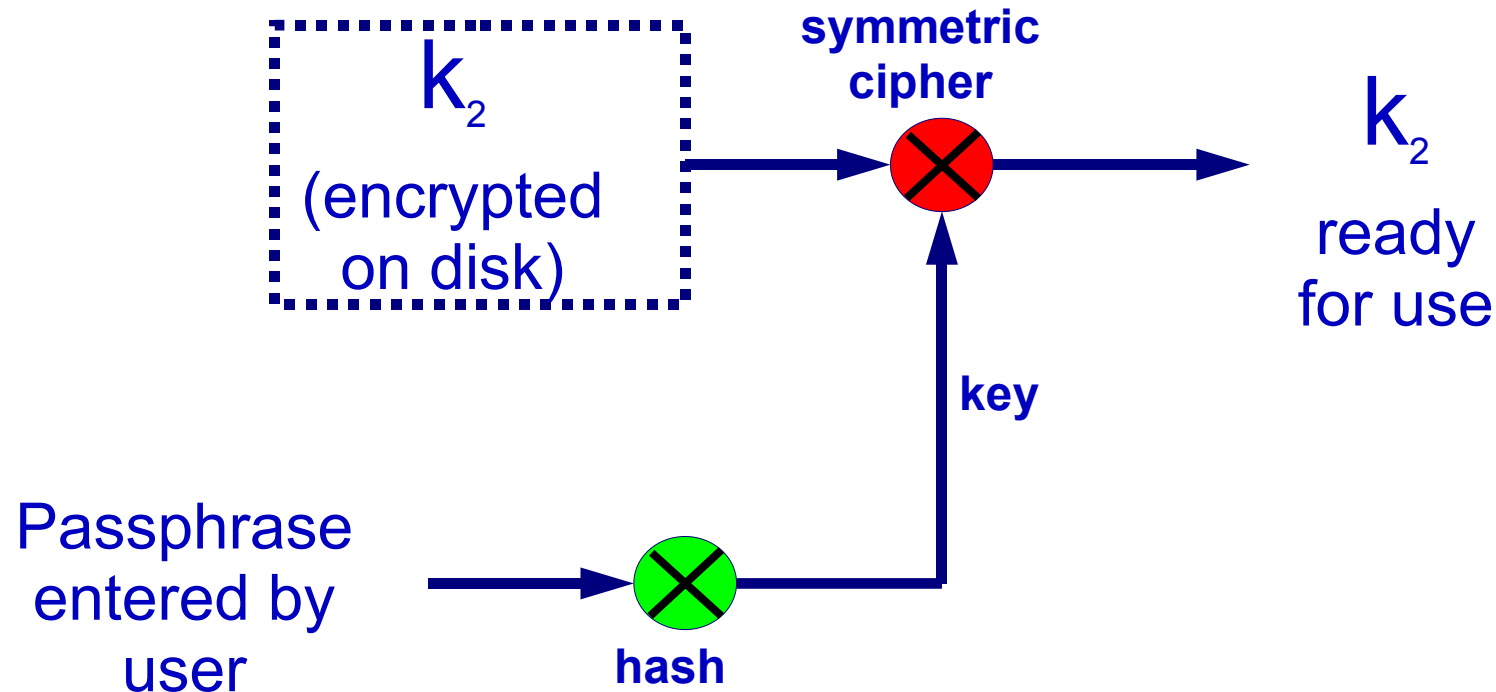 k₂
(encrypted
on disk)
symmetric
cipher
k₂
ready
for use
key
Passphrase
entered by
user
hash